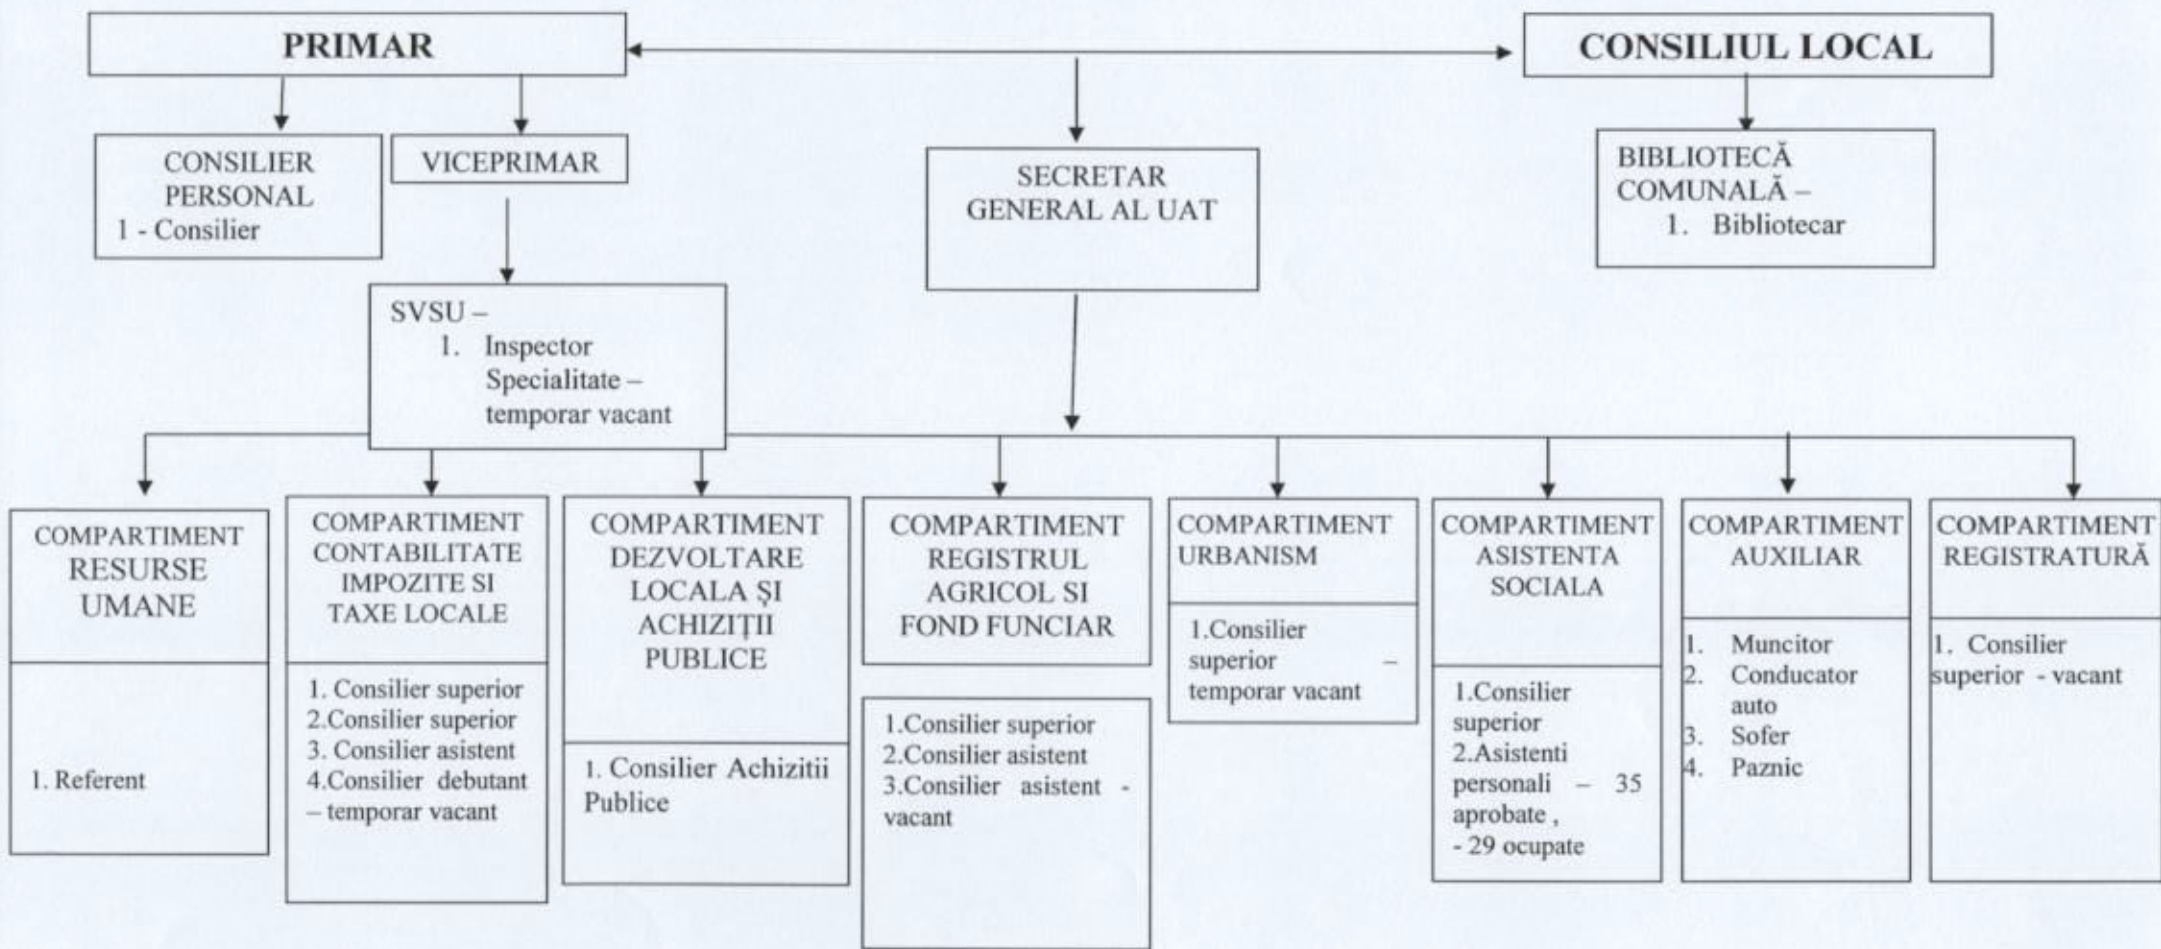 PRIMAR
CONSILIUL LOCAL
CONSILIER
PERSONAL
1 - Consilier
VICEPRIMAR
SECRETAR
GENERAL AL UAT
BIBLIOTECĂ
COMUNALĂ –
1. Bibliotecar
SVSU –
1. Inspector
Specialitate –
temporar vacant
COMPARTIMENT
RESURSE
UMANE
1. Referent
COMPARTIMENT
CONTABILITATE
IMPOZITE SI
TAXE LOCALE
1. Consilier superior
2.Consilier superior
3. Consilier asistent
4.Consilier debutant
– temporar vacant
COMPARTIMENT
DEZVOLTARE
LOCALA ȘI
ACHIZIȚII
PUBLICE
1. Consilier Achizitii
Publice
COMPARTIMENT
REGISTRUL
AGRICOL SI
FOND FUNCIAR
1.Consilier superior
2.Consilier asistent
3.Consilier asistent -
vacant
COMPARTIMENT
URBANISM
1.Consilier
superior –
temporar vacant
COMPARTIMENT
ASISTENTA
SOCIALA
1.Consilier
superior
2.Asistenti
personali – 35
aprobate ,
- 29 ocupate
COMPARTIMENT
AUXILIAR
1. Muncitor
2. Conducator
auto
3. Sofer
4. Paznic
COMPARTIMENT
REGISTRATURĂ
1. Consilier
superior - vacant